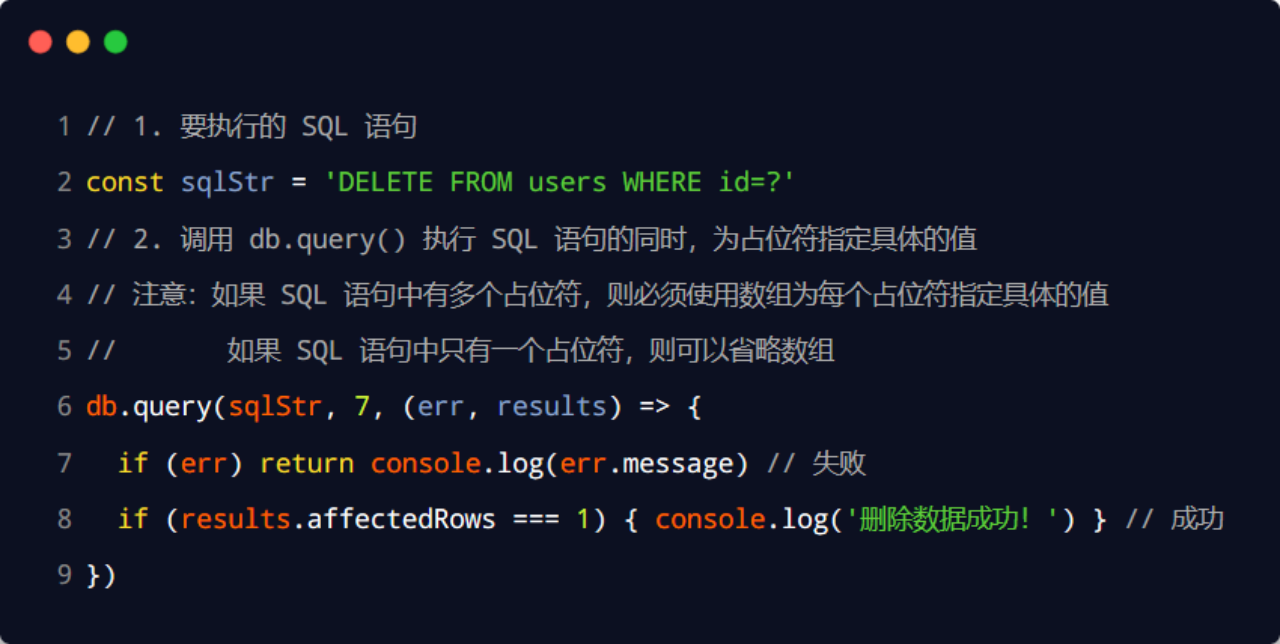 1 // 1. 要执行的 SQL 语句
2 const sqlStr = 'DELETE FROM users WHERE id=?'
3 // 2. 调用 db.query() 执行 SQL 语句的同时，为占位符指定具体的值
4 // 注意：如果 SQL 语句中有多个占位符，则必须使用数组为每个占位符指定具体的值
5 //       如果 SQL 语句中只有一个占位符，则可以省略数组
6 db.query(sqlStr, 7, (err, results) => {
7   if (err) return console.log(err.message) // 失败
8   if (results.affectedRows === 1) { console.log('删除数据成功！') } // 成功
9 })